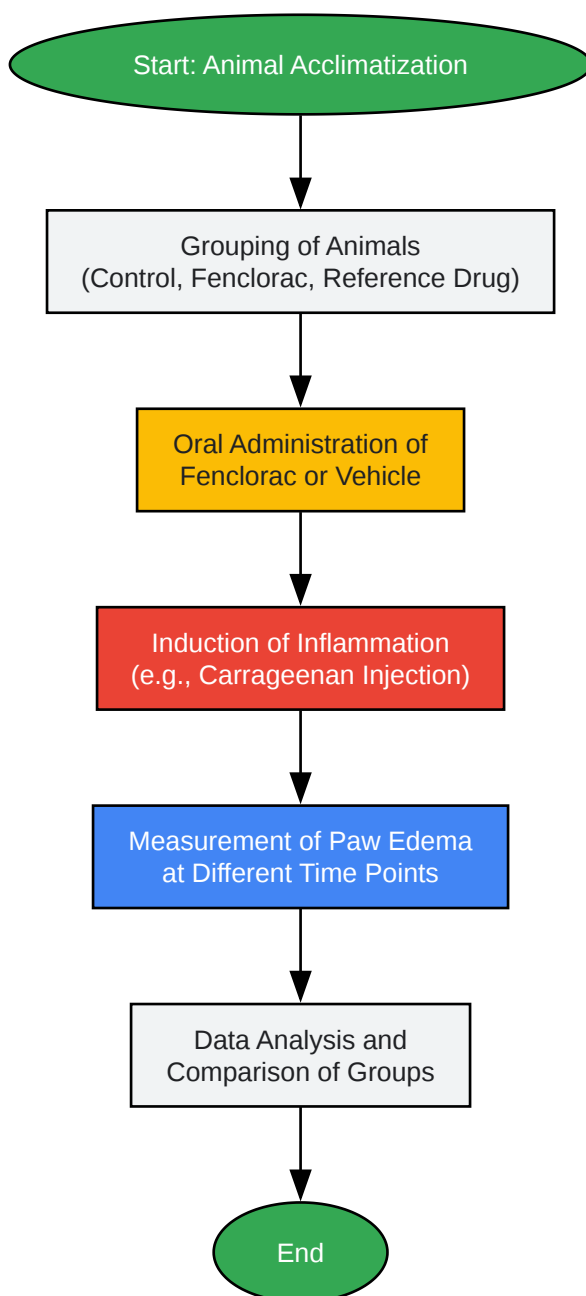 Start: Animal Acclimatization
Grouping of Animals
(Control, Fenclorac, Reference Drug)
Oral Administration of
Fenclorac or Vehicle
Induction of Inflammation
(e.g., Carrageenan Injection)
Measurement of Paw Edema
at Different Time Points
Data Analysis and
Comparison of Groups
End